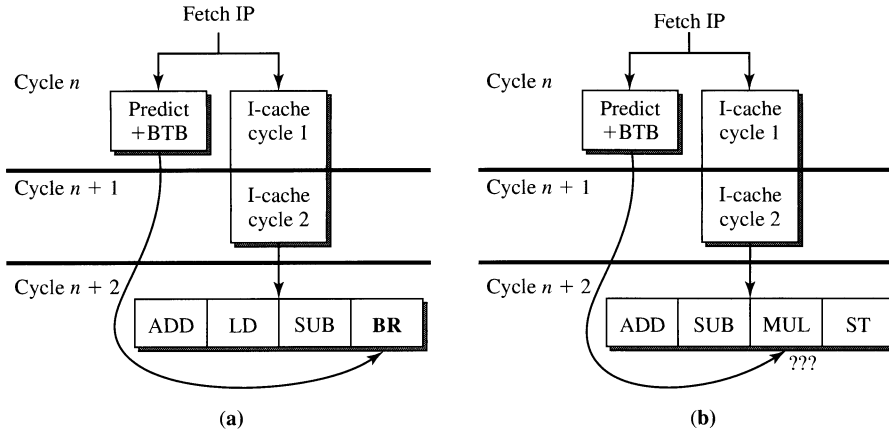 Fetch IP
Cycle n
Predict
+BTB
I-cache
cycle 1
Cycle n + 1
I-cache
cycle 2
Cycle n + 2
ADD LD SUB BR
(a)
Fetch IP
Cycle n
Predict
+BTB
I-cache
cycle 1
Cycle n + 1
I-cache
cycle 2
Cycle n + 2
ADD SUB MUL ST
???
(b)